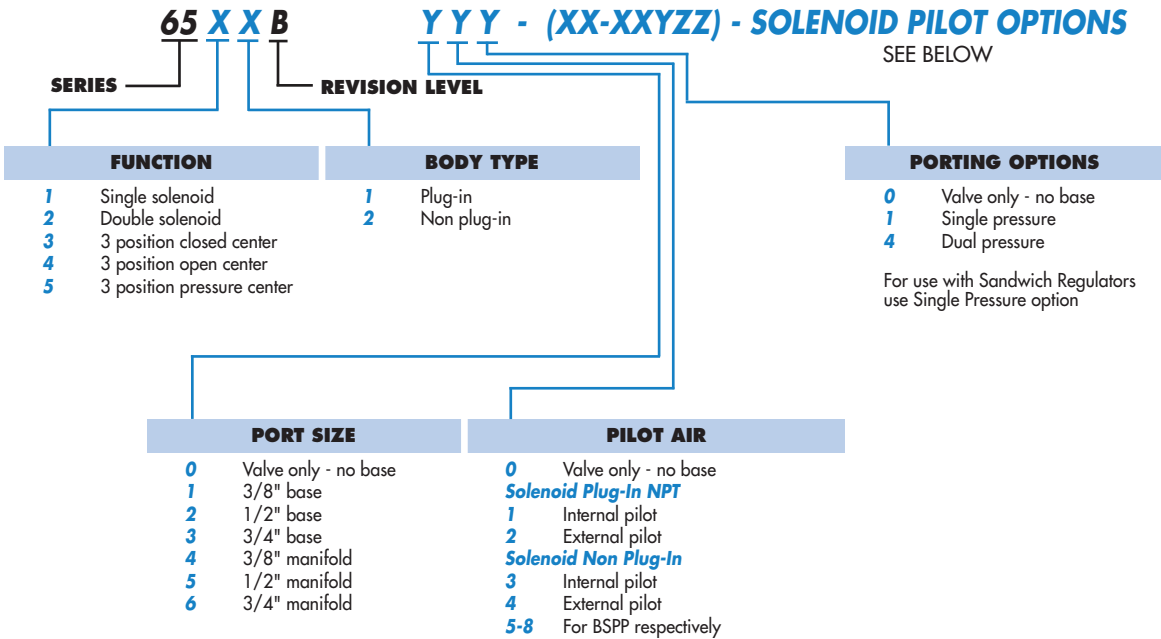 65 X X B Y Y Y - (XX-XXYZZ) - SOLENOID PILOT OPTIONS
SEE BELOW
SERIES
REVISION LEVEL
FUNCTION
1 Single solenoid
2 Double solenoid
3 3 position closed center
4 3 position open center
5 3 position pressure center
BODY TYPE
1 Plug-in
2 Non plug-in
PORTING OPTIONS
0 Valve only - no base
1 Single pressure
4 Dual pressure
For use with Sandwich Regulators
use Single Pressure option
PORT SIZE
0 Valve only - no base
1 3/8" base
2 1/2" base
3 3/4" base
4 3/8" manifold
5 1/2" manifold
6 3/4" manifold
PILOT AIR
0 Valve only - no base
Solenoid Plug-In NPT
1 Internal pilot
2 External pilot
Solenoid Non Plug-In
3 Internal pilot
4 External pilot
5-8 For BSPP respectively